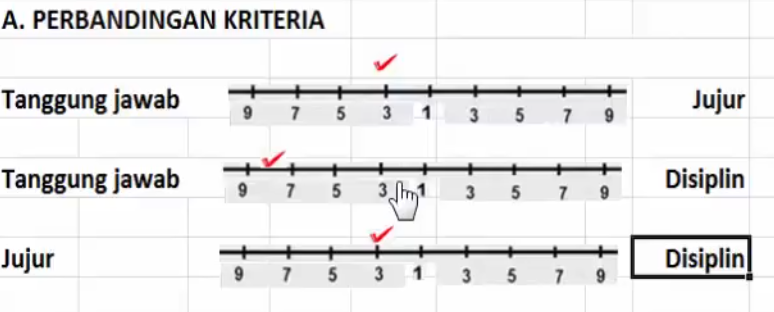 A. PERBANDINGAN KRITERIA
Tanggung jawab 9 7 5 3 1 3 5 7 9 Jujur
Tanggung jawab 9 7 5 3 1 3 5 7 9 Disiplin
Jujur 9 7 5 3 1 3 5 7 9 Disiplin